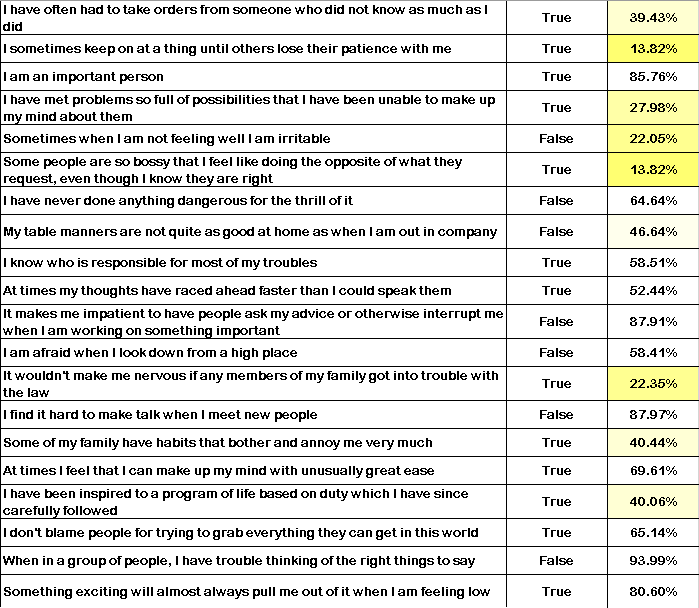 I have often had to take orders from someone who did not know as much as I
did True 39.43%
I sometimes keep on at a thing until others lose their patience with me True 13.82%
I am an important person True 85.76%
I have met problems so full of possibilities that I have been unable to make up
my mind about them True 27.98%
Sometimes when I am not feeling well I am irritable False 22.05%
Some people are so bossy that I feel like doing the opposite of what they
request, even though I know they are right True 13.82%
I have never done anything dangerous for the thrill of it False 64.64%
My table manners are not quite as good at home as when I am out in company False 46.64%
I know who is responsible for most of my troubles True 58.51%
At times my thoughts have raced ahead faster than I could speak them True 52.44%
It makes me impatient to have people ask my advice or otherwise interrupt me
when I am working on something important False 87.91%
I am afraid when I look down from a high place False 58.41%
It wouldn't make me nervous if any members of my family got into trouble with
the law True 22.35%
I find it hard to make talk when I meet new people False 87.97%
Some of my family have habits that bother and annoy me very much True 40.44%
At times I feel that I can make up my mind with unusually great ease True 69.61%
I have been inspired to a program of life based on duty which I have since
carefully followed True 40.06%
I don't blame people for trying to grab everything they can get in this world True 65.14%
When in a group of people, I have trouble thinking of the right things to say False 93.99%
Something exciting will almost always pull me out of it when I am feeling low True 80.60%